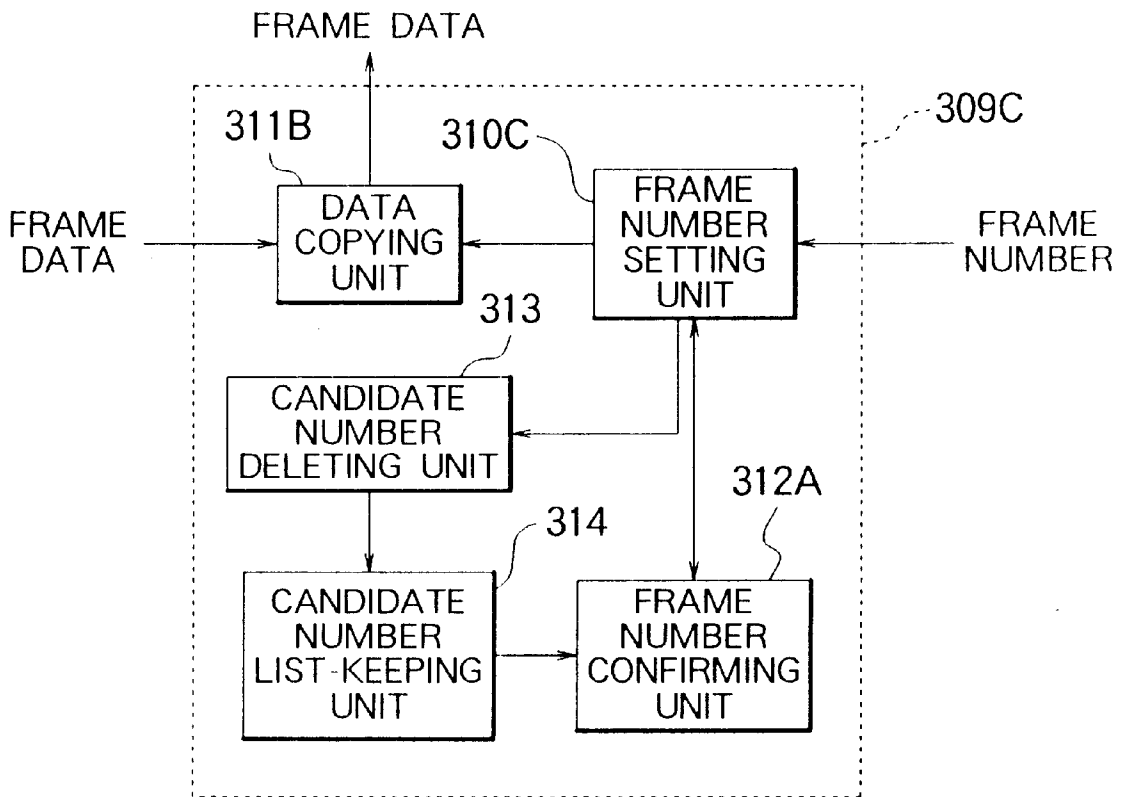 FRAME DATA
309C
311B
310C
FRAME
DATA
DATA
COPYING
UNIT
FRAME
NUMBER
SETTING
UNIT
FRAME
NUMBER
313
CANDIDATE
NUMBER
DELETING UNIT
312A
314
CANDIDATE
NUMBER
LIST-KEEPING
UNIT
FRAME
NUMBER
CONFIRMING
UNIT